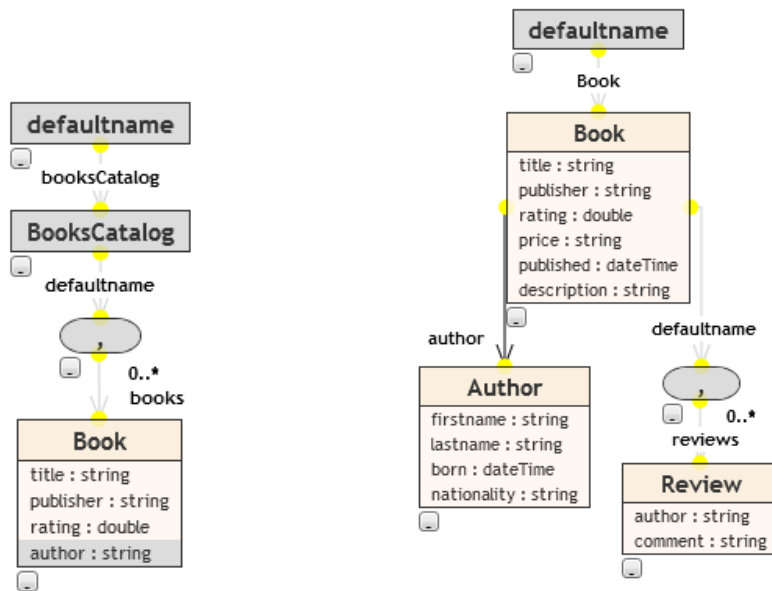 defaultname
booksCatalog
BooksCatalog
defaultname
,
0..*
books
Book
title : string
publisher : string
rating : double
author : string
defaultname
Book
Book
title : string
publisher : string
rating : double
price : string
published : dateTime
description : string
author
defaultname
Author
firstname : string
lastname : string
born : dateTime
nationality : string
,
0..*
reviews
Review
author : string
comment : string